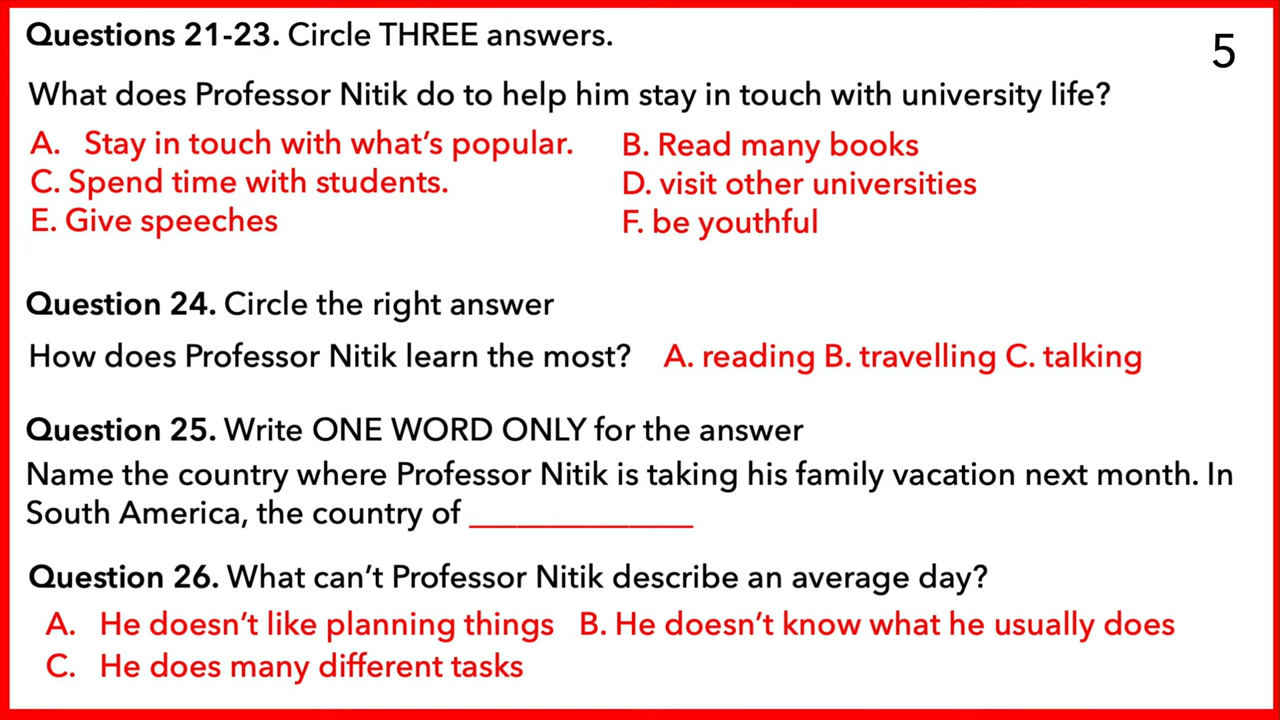 Questions 21-23. Circle THREE answers.
5
What does Professor Nitik do to help him stay in touch with university life?
A. Stay in touch with what's popular.
B. Read many books
C. Spend time with students.
D. visit other universities
E. Give speeches
F. be youthful
Question 24. Circle the right answer
How does Professor Nitik learn the most? A. reading B. travelling C. talking
Question 25. Write ONE WORD ONLY for the answer
Name the country where Professor Nitik is taking his family vacation next month. In
South America, the country of ______________
Question 26. What can't Professor Nitik describe an average day?
A. He doesn't like planning things B. He doesn't know what he usually does
C. He does many different tasks